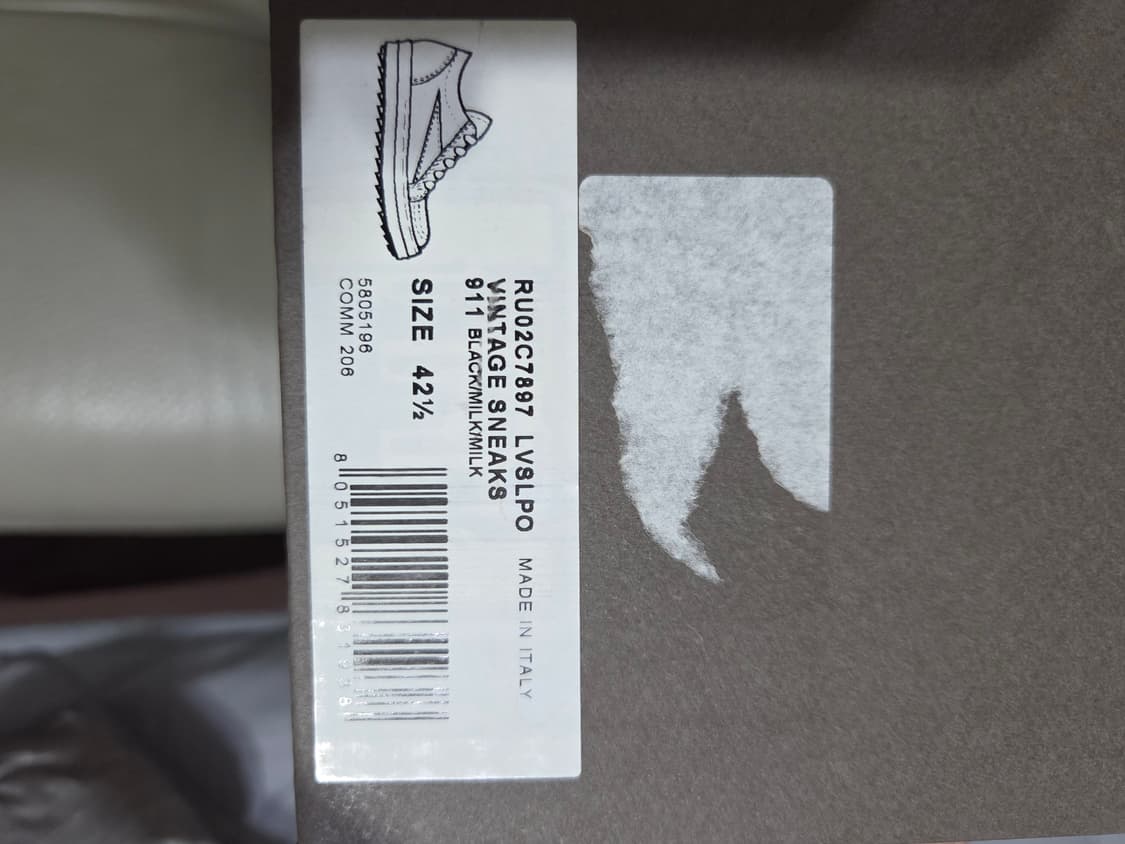 RU02C7897 LVSLPO MADE IN ITALY
VINTAGE SNEAKS
911 BLACK/MILK/MILK
SIZE 42½
5805196
COMM 206
8 051527 831998